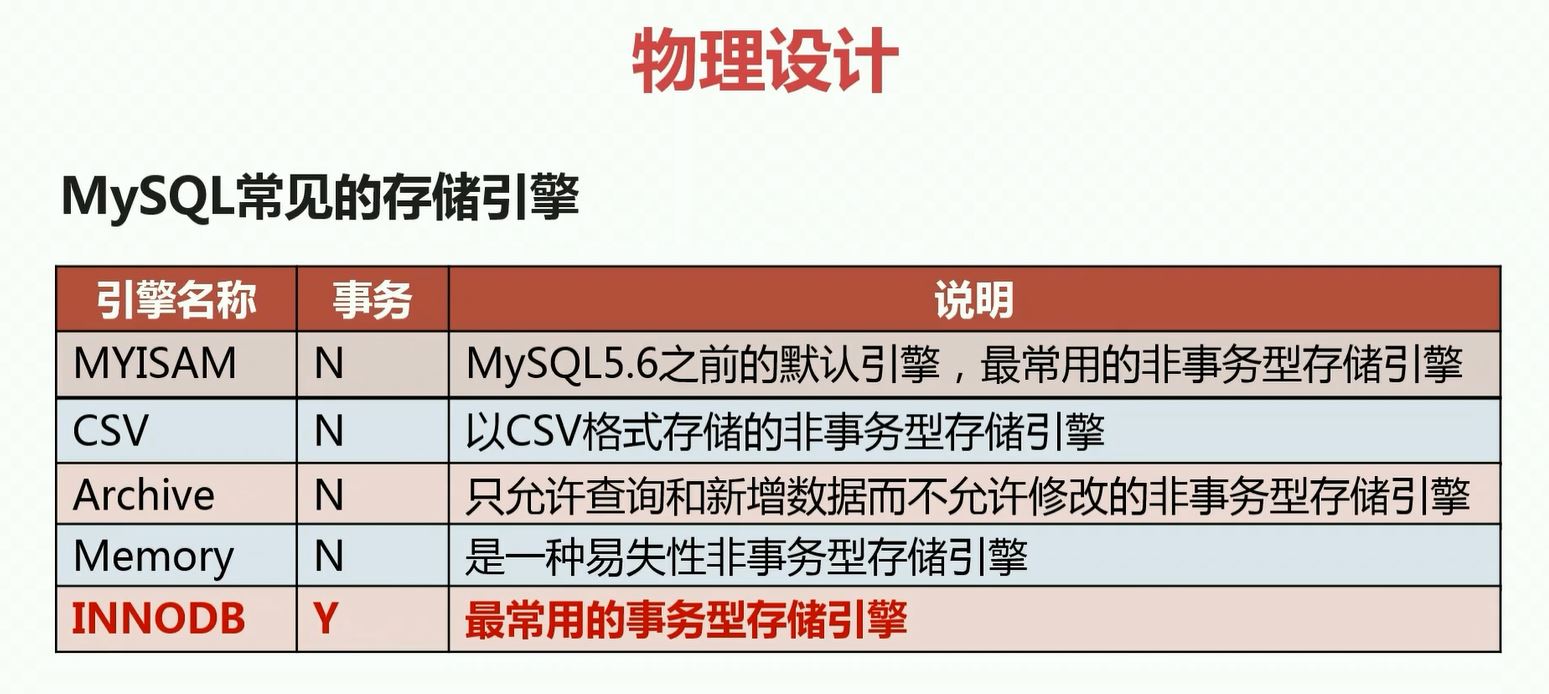 物理设计
MySQL常见的存储引擎
引擎名称 事务 说明
MYISAM N MySQL5.6之前的默认引擎，最常用的非事务型存储引擎
CSV N 以CSV格式存储的非事务型存储引擎
Archive N 只允许查询和新增数据而不允许修改的非事务型存储引擎
Memory N 是一种易失性非事务型存储引擎
INNODB Y 最常用的事务型存储引擎